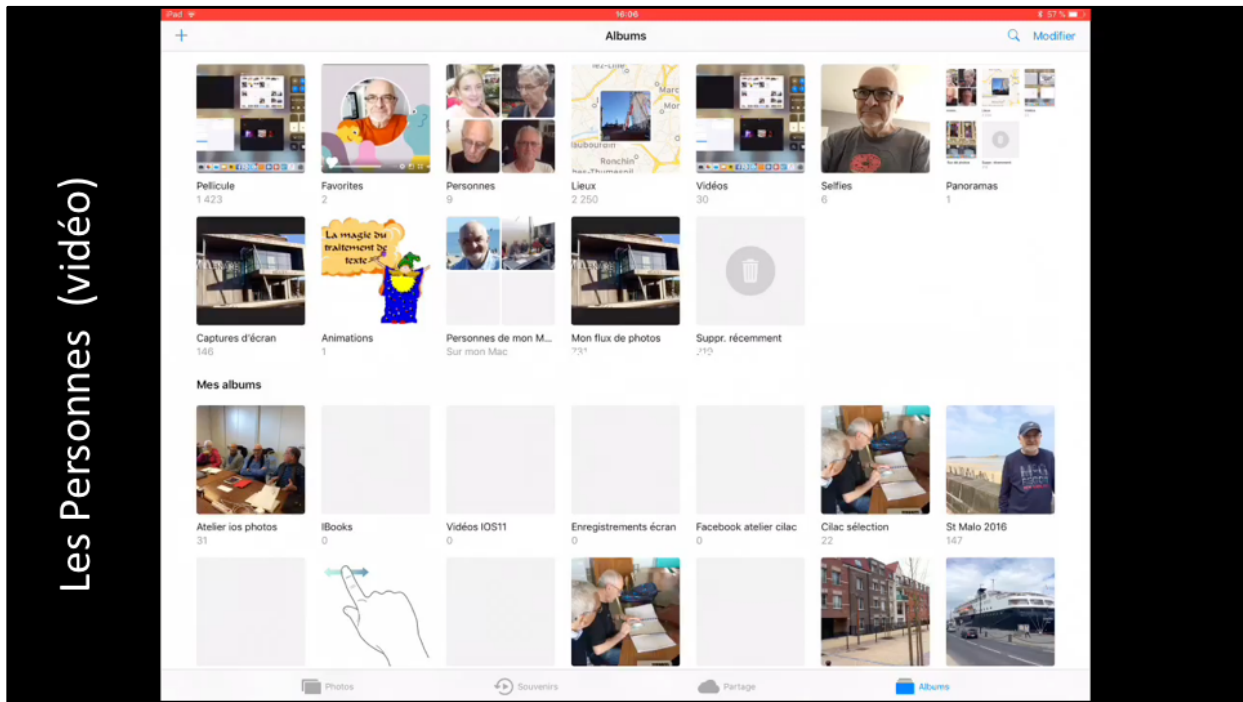 Les Personnes (vidéo)
iPad 16:06 57 %
Albums
Modifier
Pellicule
1 423
Favorites
2
Personnes
9
Lieux
2 250
Vidéos
30
Selfies
6
Panoramas
1
La magie du
traitement de
texte
Captures d'écran
146
Animations
1
Personnes de mon M...
Sur mon Mac
Mon flux de photos
731
Suppr. récemment
219
Mes albums
Atelier ios photos
31
IBooks
0
Vidéos IOS11
0
Enregistrements écran
0
Facebook atelier cilac
0
Cilac sélection
22
St Malo 2016
147
Ronchin
Photos
Souvenirs
Partage
Albums